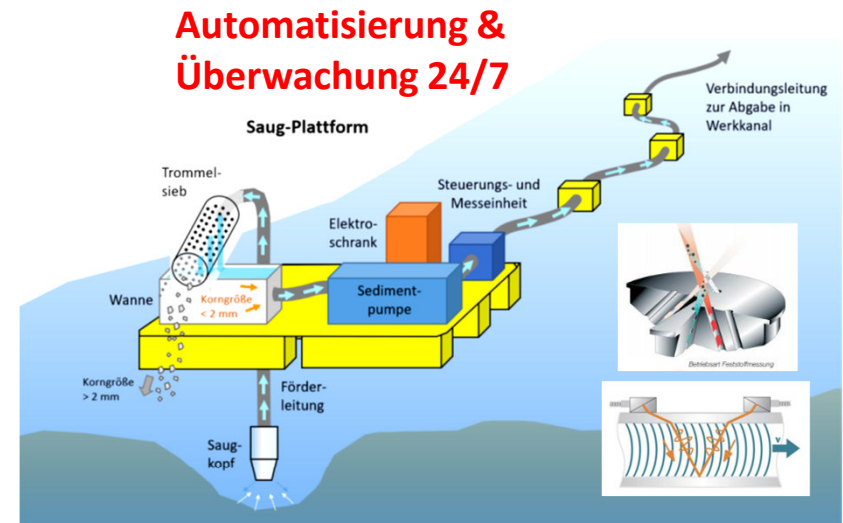 Automatisierung &
Überwachung 24/7
Saug-Plattform
Verbindungsleitung
zur Abgabe in
Werkkanal
Trommel-
sieb
Steuerungs- und
Messeinheit
Elektro-
schrank
Wanne
Korngröße
< 2 mm
Sediment-
pumpe
Korngröße
> 2 mm
Förder-
leitung
Saug-
kopf
Betriebsart Feststoffmessung
v